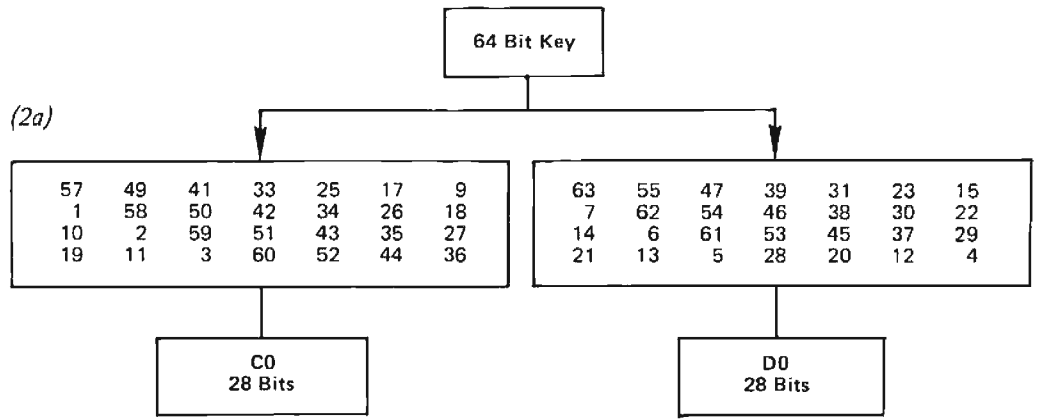 64 Bit Key
(2a)
57 49 41 33 25 17 9
1 58 50 42 34 26 18
10 2 59 51 43 35 27
19 11 3 60 52 44 36
63 55 47 39 31 23 15
7 62 54 46 38 30 22
14 6 61 53 45 37 29
21 13 5 28 20 12 4
C0
28 Bits
D0
28 Bits